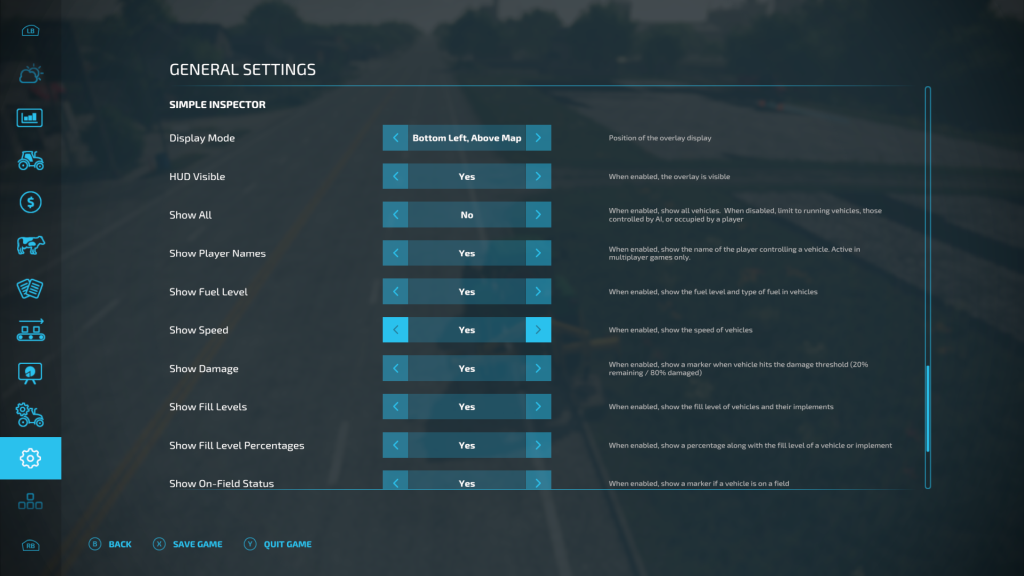 LB
GENERAL SETTINGS
SIMPLE INSPECTOR
Display Mode
Bottom Left, Above Map
Position of the overlay display
HUD Visible
Yes
When enabled, the overlay is visible
Show All
No
When enabled, show all vehicles. When disabled, limit to running vehicles, those
controlled by AI, or occupied by a player
Show Player Names
Yes
When enabled, show the name of the player controlling a vehicle. Active in
multiplayer games only.
Show Fuel Level
Yes
When enabled, show the fuel level and type of fuel in vehicles
Show Speed
Yes
When enabled, show the speed of vehicles
Show Damage
Yes
When enabled, show a marker when vehicle hits the damage threshold (20%
remaining / 80% damaged)
Show Fill Levels
Yes
When enabled, show the fill level of vehicles and their implements
Show Fill Level Percentages
Yes
When enabled, show a percentage along with the fill level of a vehicle or implement
Show On-Field Status
Yes
When enabled, show a marker if a vehicle is on a field
B BACK
X SAVE GAME
Y QUIT GAME
RB